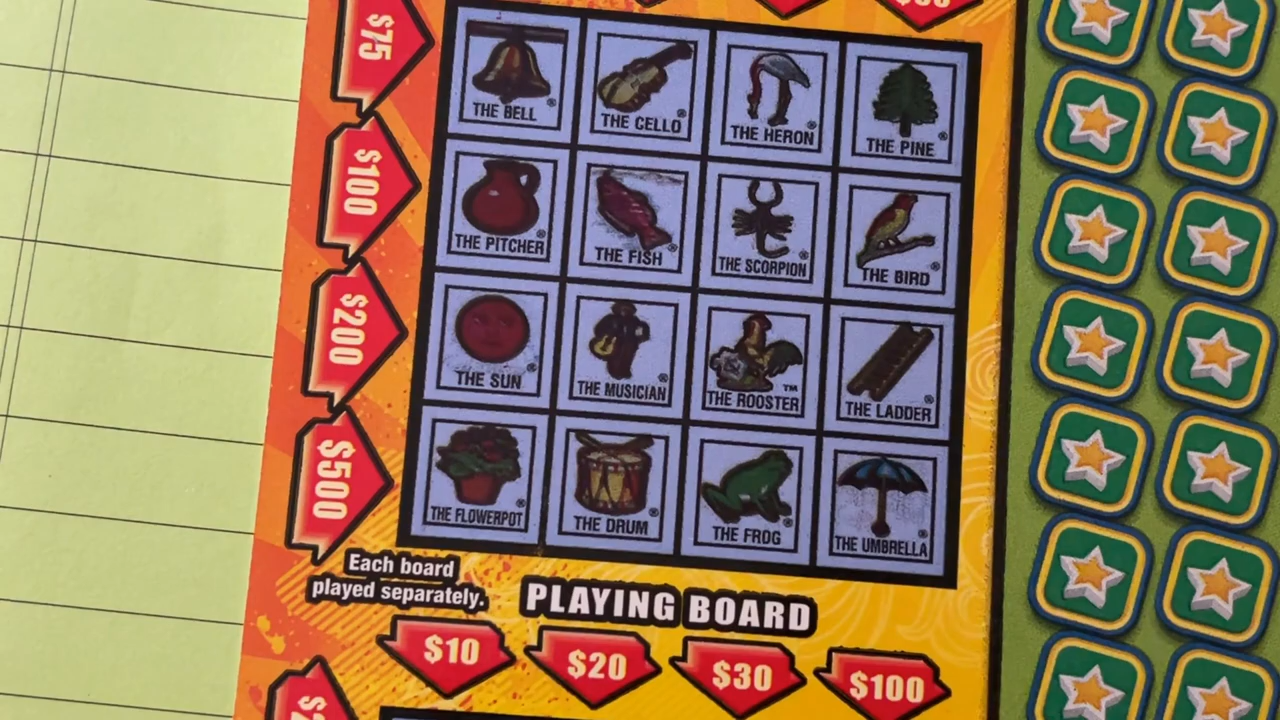 $75
THE BELL ®
THE CELLO ®
THE HERON ®
THE PINE ®
$100
THE PITCHER ®
THE FISH ®
THE SCORPION ®
THE BIRD ®
$200
THE SUN ®
THE MUSICIAN ®
THE ROOSTER ™
THE LADDER ®
$500
THE FLOWERPOT ®
THE DRUM ®
THE FROG ®
THE UMBRELLA ®
Each board
played separately.
PLAYING BOARD
$10 $20 $30 $100